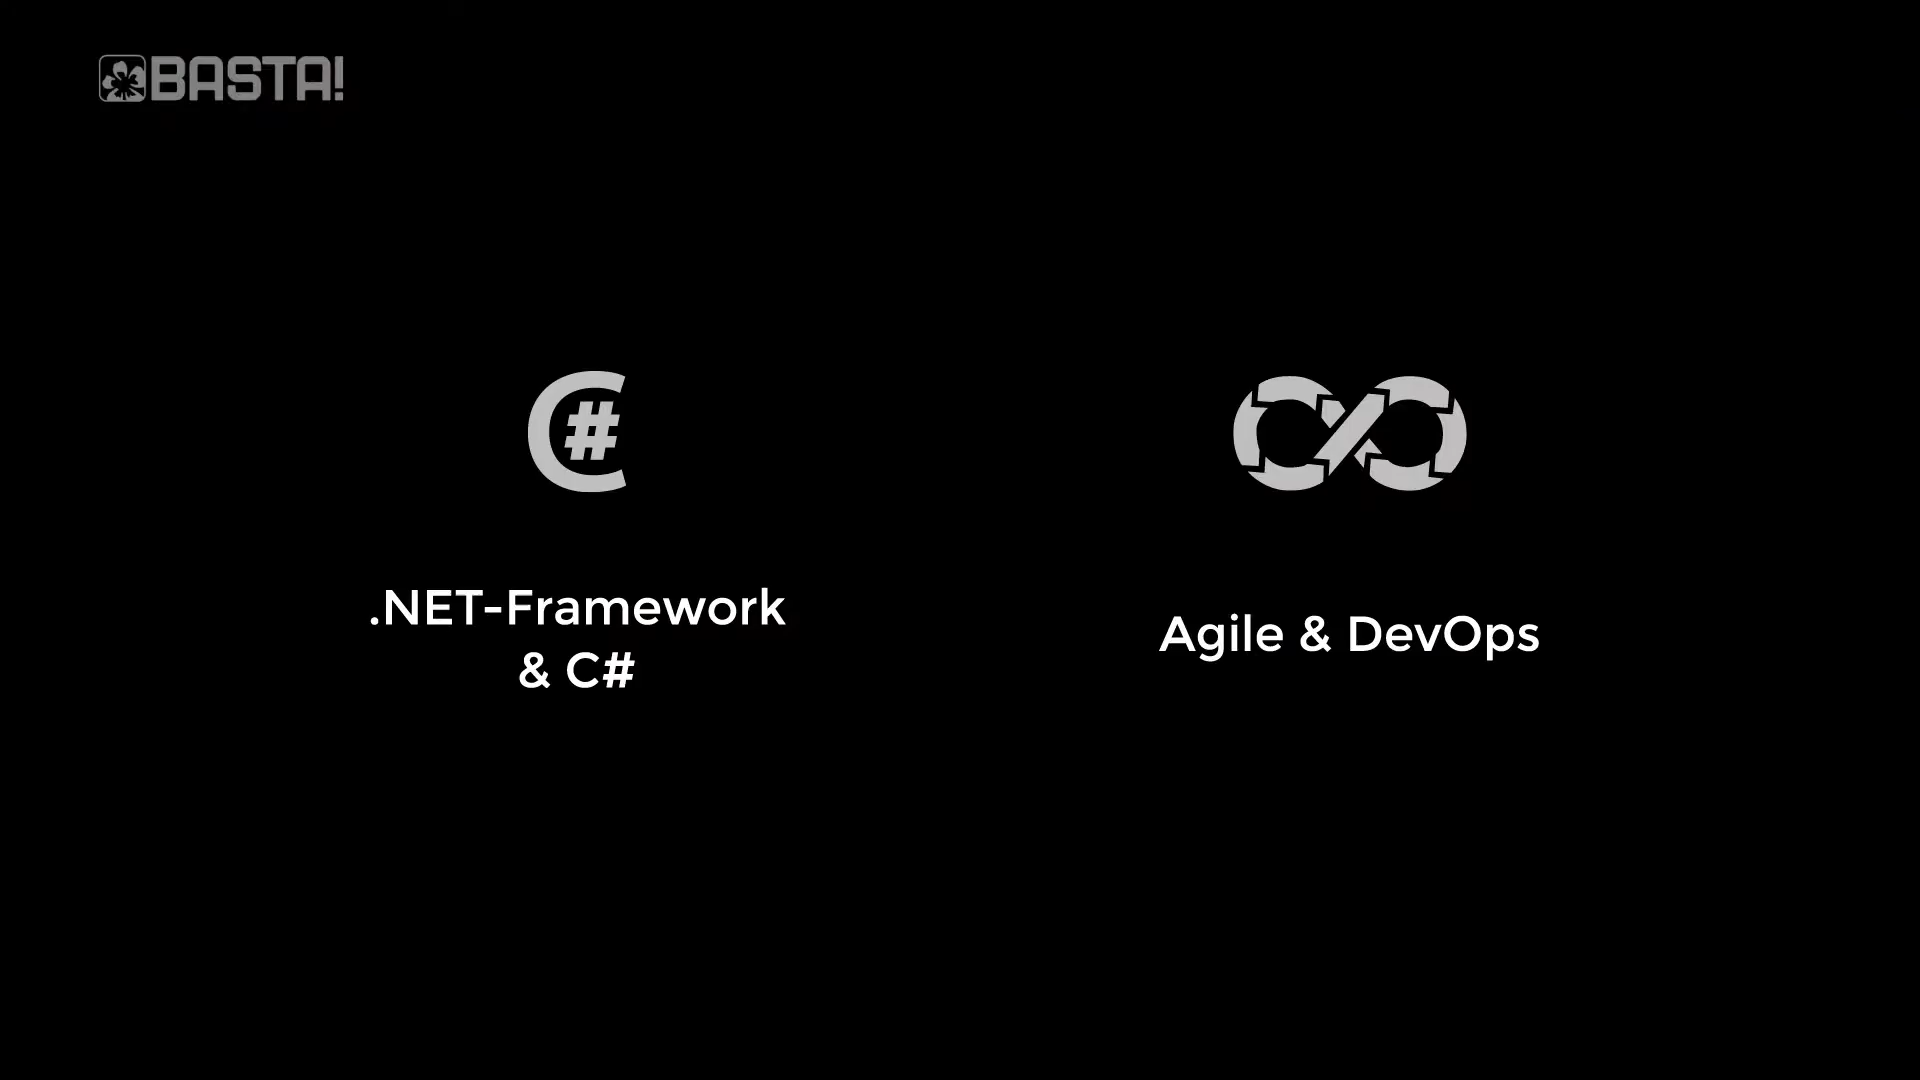 BASTA!
C#
.NET-Framework
& C#
Agile & DevOps